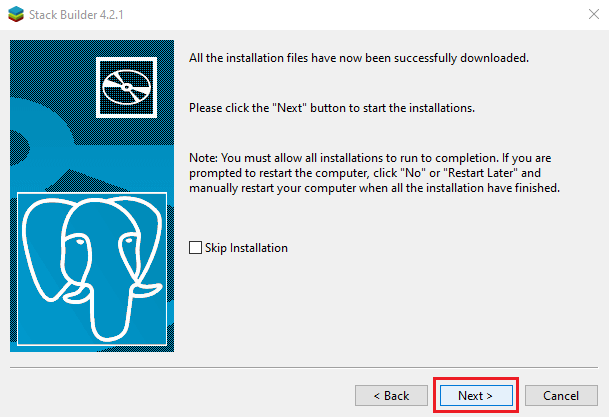 Stack Builder 4.2.1
All the installation files have now been successfully downloaded.
Please click the "Next" button to start the installations.
Note: You must allow all installations to run to completion. If you are
prompted to restart the computer, click "No" or "Restart Later" and
manually restart your computer when all the installation have finished.
Skip Installation
< Back
Next >
Cancel